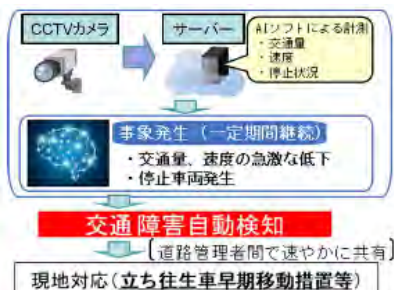 CCTVカメラ
サーバー
AIソフトによる計測
・交通量
・速度
・停止状況
事象発生（一定期間継続）
・交通量、速度の急激な低下
・停止車両発生
交通障害自動検知
［道路管理者間で速やかに共有］
現地対応（立ち往生車早期移動措置等）